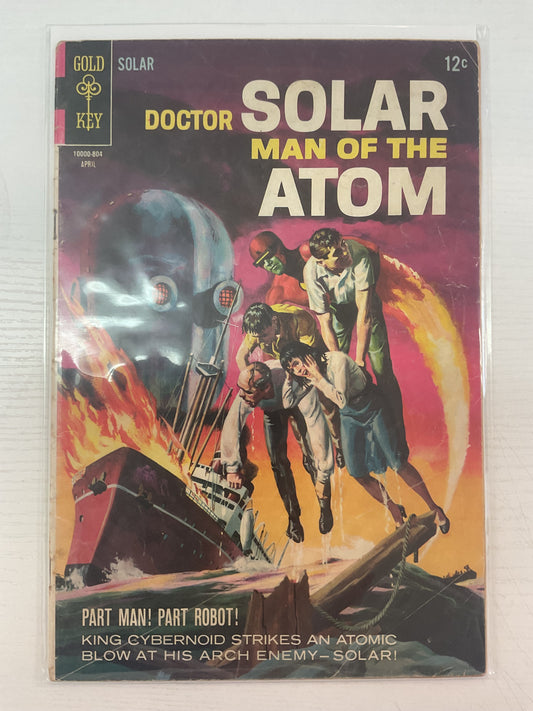 GOLD
KEY
SOLAR
12c
10000-804
APRIL
DOCTOR SOLAR
MAN OF THE
ATOM
PART MAN! PART ROBOT!
KING CYBERNOID STRIKES AN ATOMIC
BLOW AT HIS ARCH ENEMY—SOLAR!